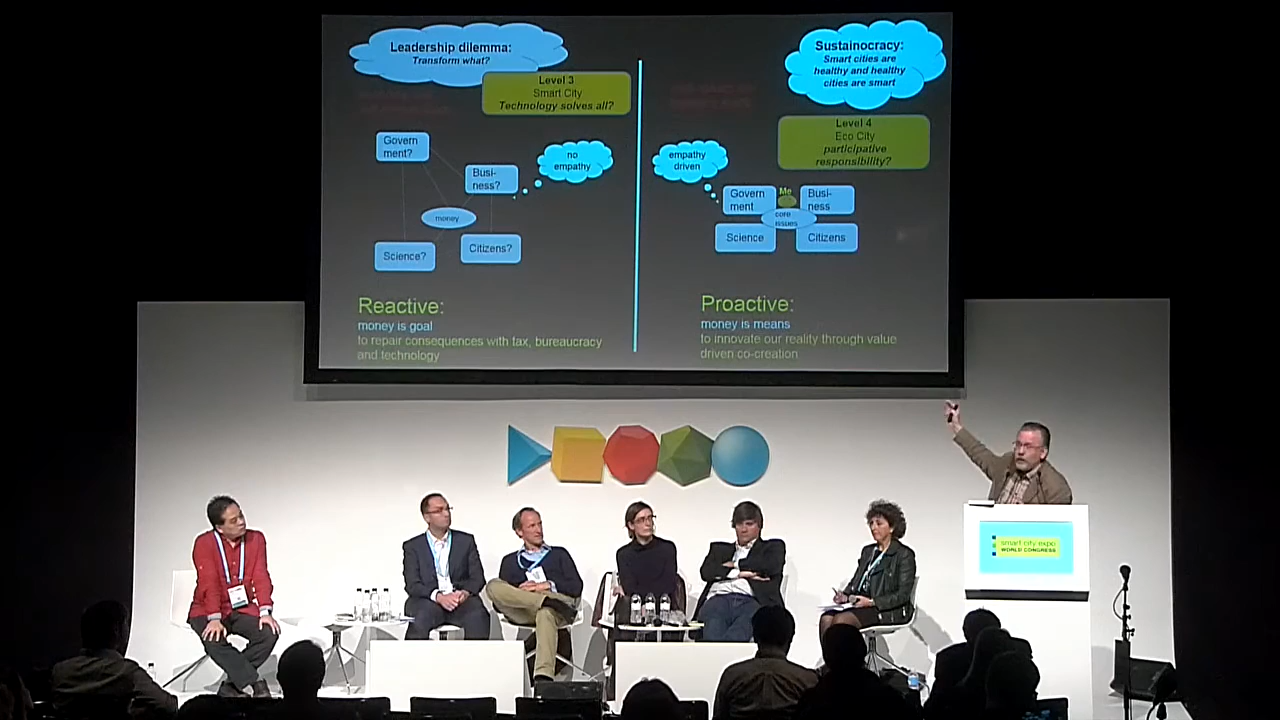 Leadership dilemma:
Transform what?
Level 3
Smart City
Technology solves all?
Govern
ment?
Busi-
ness?
no
empathy
money
Science?
Citizens?
Reactive:
money is goal
to repair consequences with tax, bureaucracy
and technology
Sustainocracy:
Smart cities are
healthy and healthy
cities are smart
Level 4
Eco City
participative
responsibility?
empathy
driven
Govern
ment
Me
Busi-
ness
core
issues
Science
Citizens
Proactive:
money is means
to innovate our reality through value
driven co-creation
smart city expo
WORLD CONGRESS